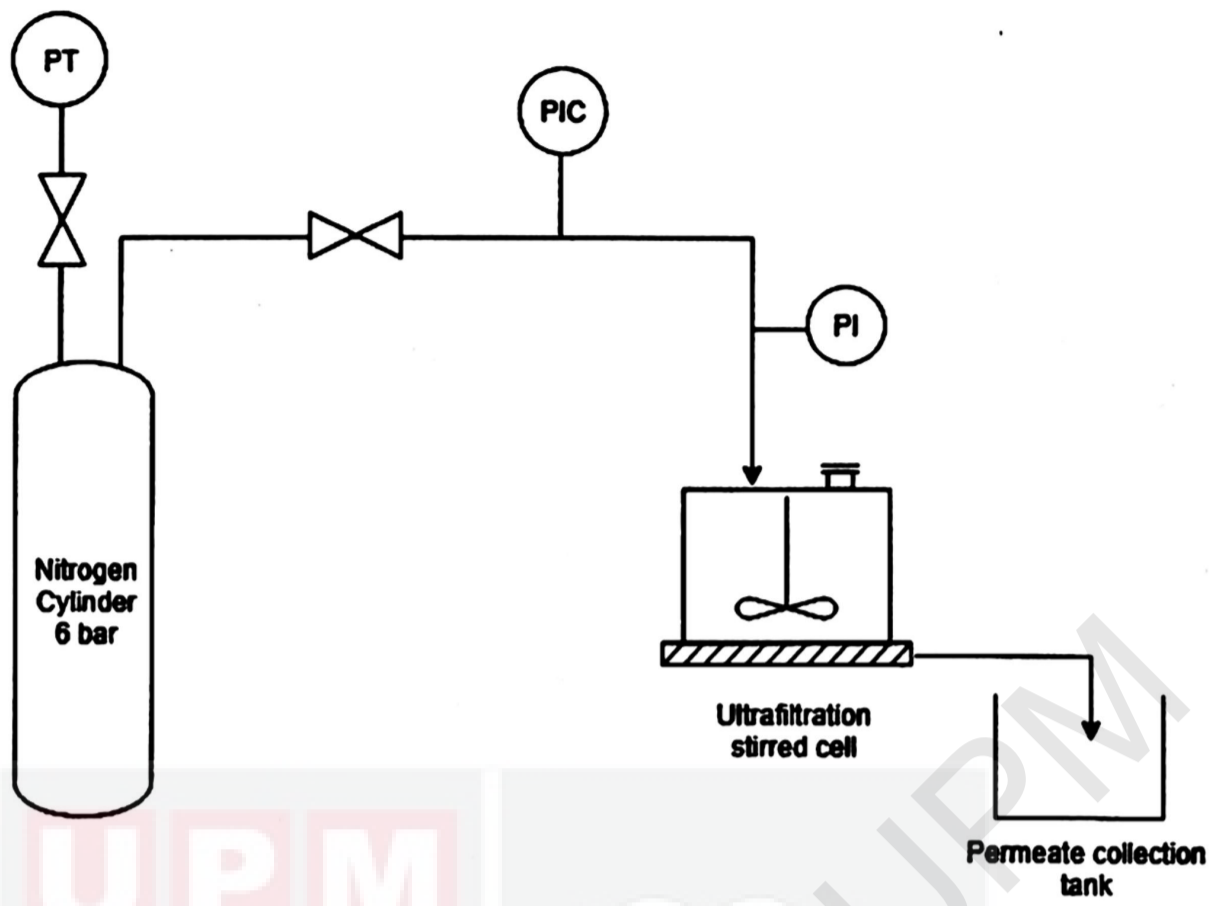 PT
PIC
PI
Nitrogen
Cylinder
6 bar
Ultrafiltration
stirred cell
Permeate collection
tank
UPM
UPM